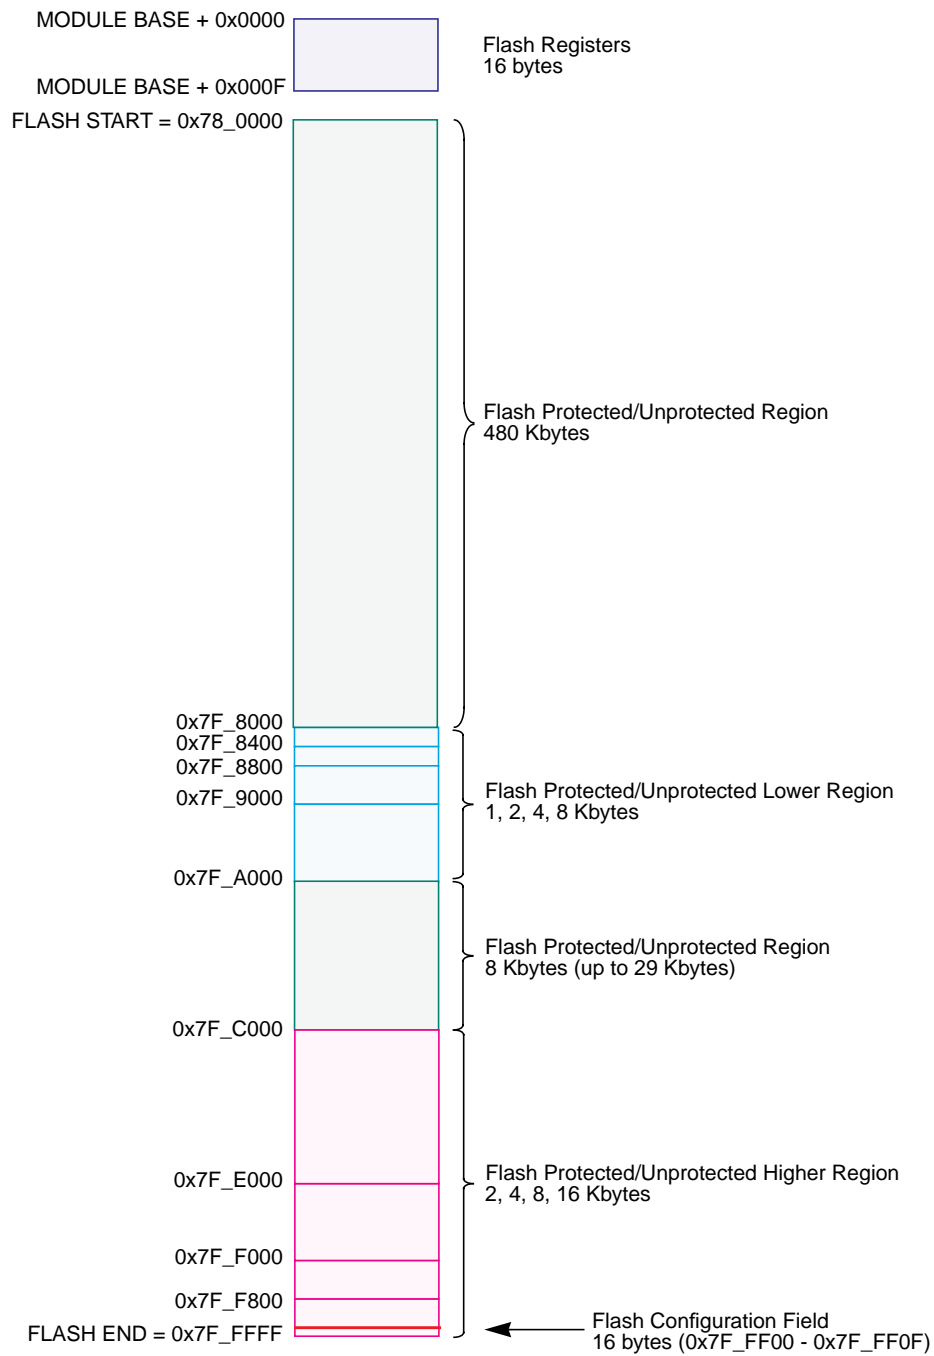 MODULE BASE + 0x0000
Flash Registers
16 bytes
MODULE BASE + 0x000F
FLASH START = 0x78_0000
Flash Protected/Unprotected Region
480 Kbytes
0x7F_8000
0x7F_8400
0x7F_8800
0x7F_9000
Flash Protected/Unprotected Lower Region
1, 2, 4, 8 Kbytes
0x7F_A000
Flash Protected/Unprotected Region
8 Kbytes (up to 29 Kbytes)
0x7F_C000
Flash Protected/Unprotected Higher Region
2, 4, 8, 16 Kbytes
0x7F_E000
0x7F_F000
0x7F_F800
FLASH END = 0x7F_FFFF
Flash Configuration Field
16 bytes (0x7F_FF00 - 0x7F_FF0F)